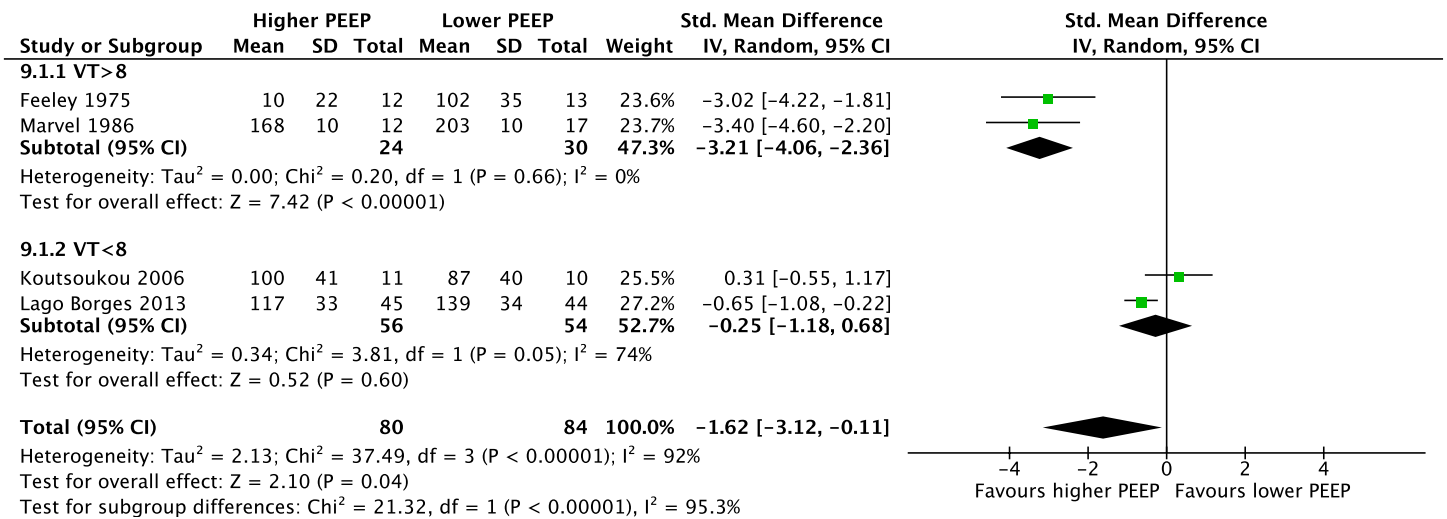 Higher PEEP Lower PEEP Std. Mean Difference Std. Mean Difference
Study or Subgroup Mean SD Total Mean SD Total Weight IV, Random, 95% CI IV, Random, 95% CI
9.1.1 VT>8
Feeley 1975 10 22 12 102 35 13 23.6% −3.02 [−4.22, −1.81]
Marvel 1986 168 10 12 203 10 17 23.7% −3.40 [−4.60, −2.20]
Subtotal (95% CI) 24 30 47.3% −3.21 [−4.06, −2.36]
Heterogeneity: Tau² = 0.00; Chi² = 0.20, df = 1 (P = 0.66); I² = 0%
Test for overall effect: Z = 7.42 (P < 0.00001)
9.1.2 VT<8
Koutsoukou 2006 100 41 11 87 40 10 25.5% 0.31 [−0.55, 1.17]
Lago Borges 2013 117 33 45 139 34 44 27.2% −0.65 [−1.08, −0.22]
Subtotal (95% CI) 56 54 52.7% −0.25 [−1.18, 0.68]
Heterogeneity: Tau² = 0.34; Chi² = 3.81, df = 1 (P = 0.05); I² = 74%
Test for overall effect: Z = 0.52 (P = 0.60)
Total (95% CI) 80 84 100.0% −1.62 [−3.12, −0.11]
Heterogeneity: Tau² = 2.13; Chi² = 37.49, df = 3 (P < 0.00001); I² = 92%
Test for overall effect: Z = 2.10 (P = 0.04)
Test for subgroup differences: Chi² = 21.32, df = 1 (P < 0.00001), I² = 95.3%
−4 −2 0 2 4
Favours higher PEEP Favours lower PEEP